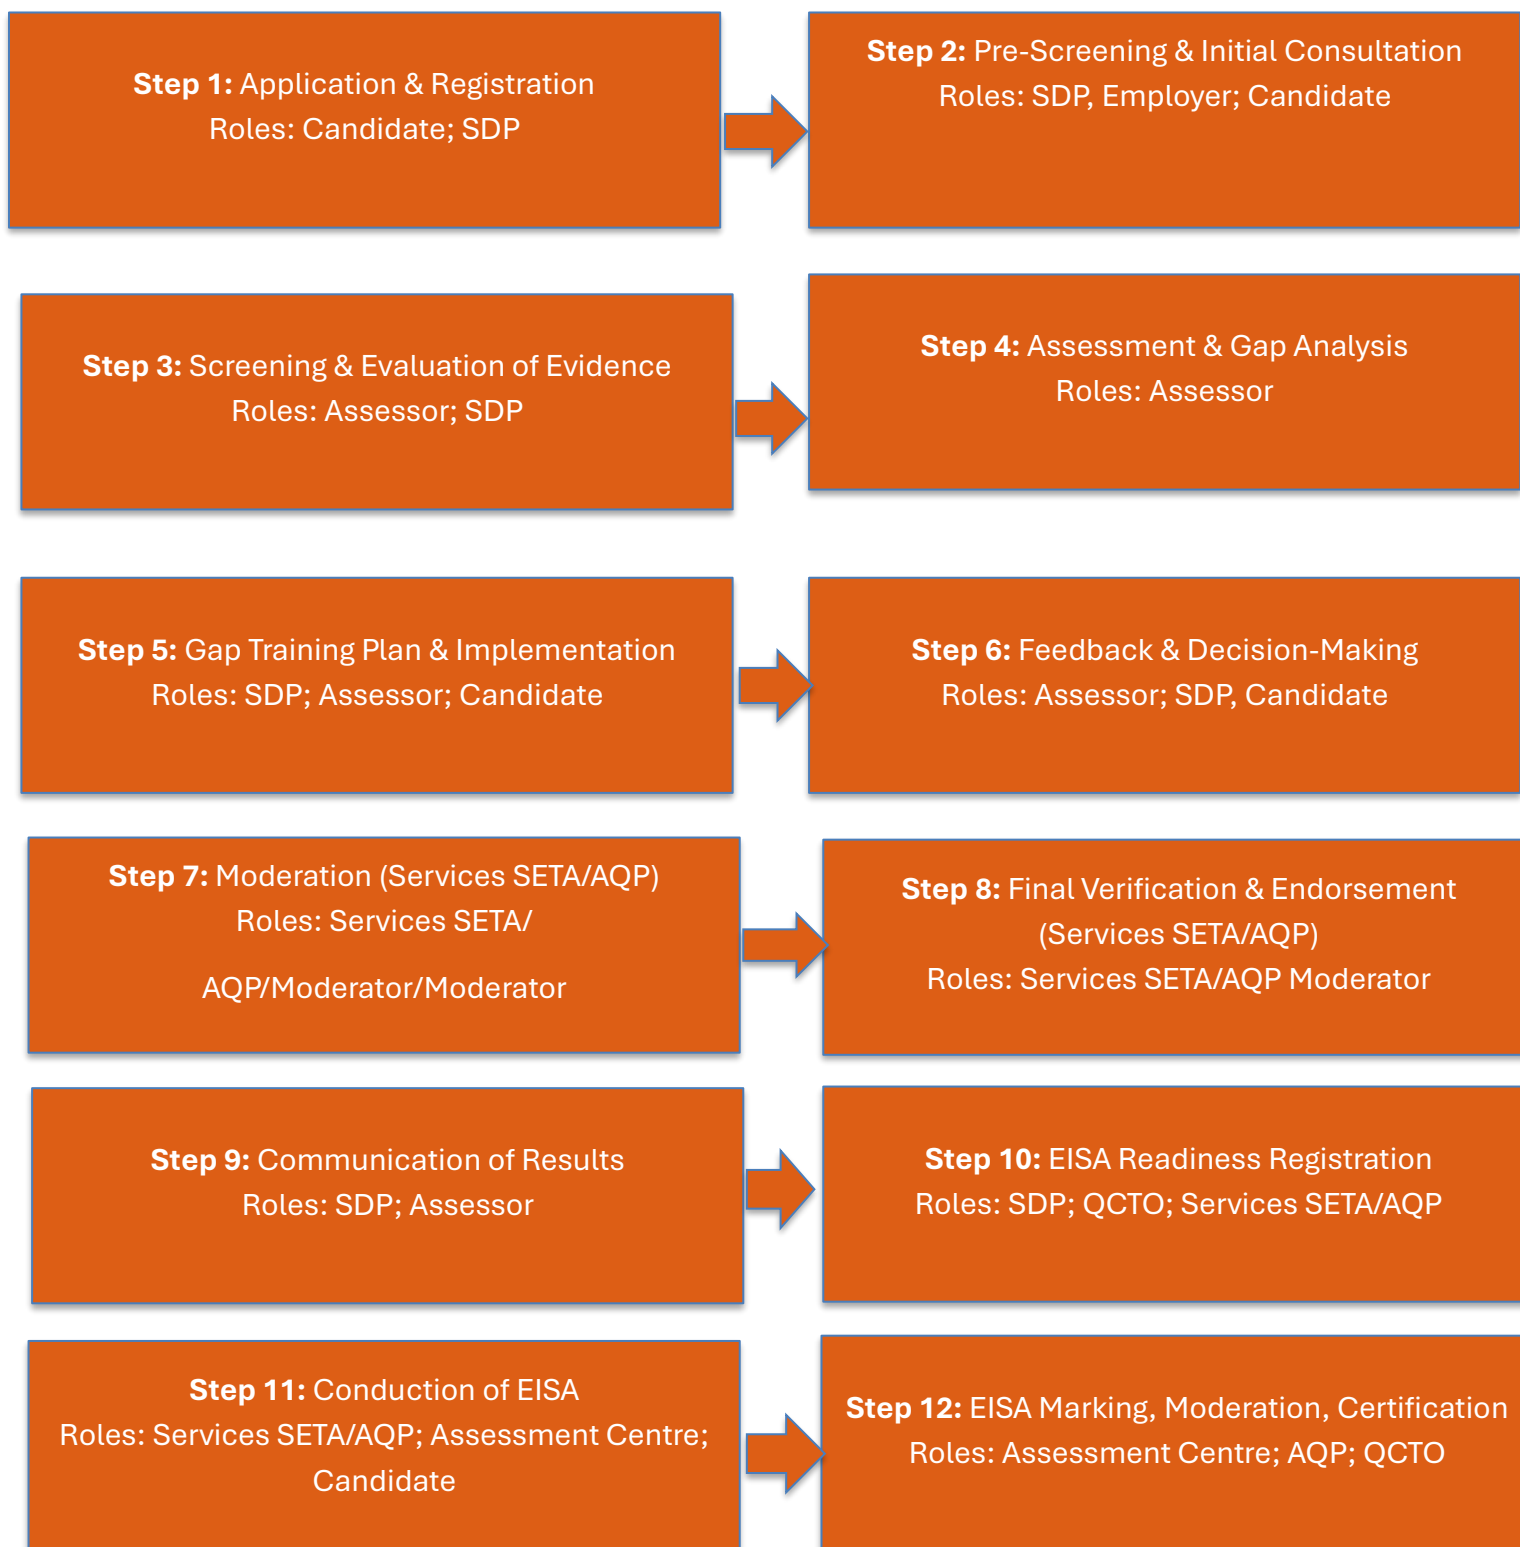 Step 1: Application & Registration
Roles: Candidate; SDP
Step 2: Pre-Screening & Initial Consultation
Roles: SDP, Employer; Candidate
Step 3: Screening & Evaluation of Evidence
Roles: Assessor; SDP
Step 4: Assessment & Gap Analysis
Roles: Assessor
Step 5: Gap Training Plan & Implementation
Roles: SDP; Assessor; Candidate
Step 6: Feedback & Decision-Making
Roles: Assessor; SDP, Candidate
Step 7: Moderation (Services SETA/AQP)
Roles: Services SETA/
AQP/Moderator/Moderator
Step 8: Final Verification & Endorsement
(Services SETA/AQP)
Roles: Services SETA/AQP Moderator
Step 9: Communication of Results
Roles: SDP; Assessor
Step 10: EISA Readiness Registration
Roles: SDP; QCTO; Services SETA/AQP
Step 11: Conduction of EISA
Roles: Services SETA/AQP; Assessment Centre;
Candidate
Step 12: EISA Marking, Moderation, Certification
Roles: Assessment Centre; AQP; QCTO